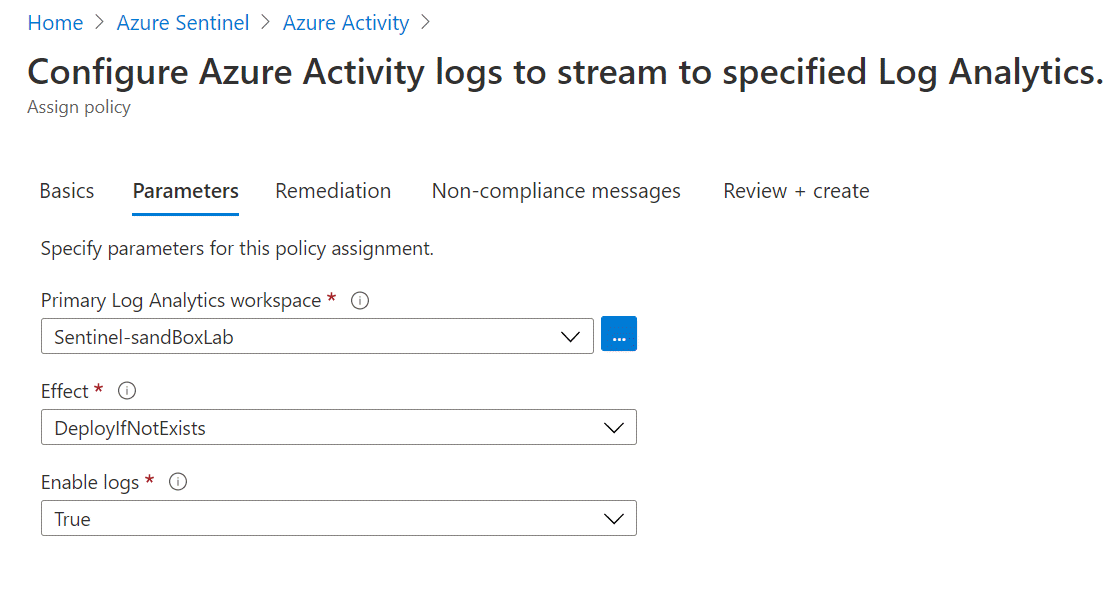 Home > Azure Sentinel > Azure Activity >
Configure Azure Activity logs to stream to specified Log Analytics.
Assign policy
Basics Parameters Remediation Non-compliance messages Review + create
Specify parameters for this policy assignment.
Primary Log Analytics workspace *
Sentinel-sandBoxLab ...
Effect *
DeployIfNotExists
Enable logs *
True